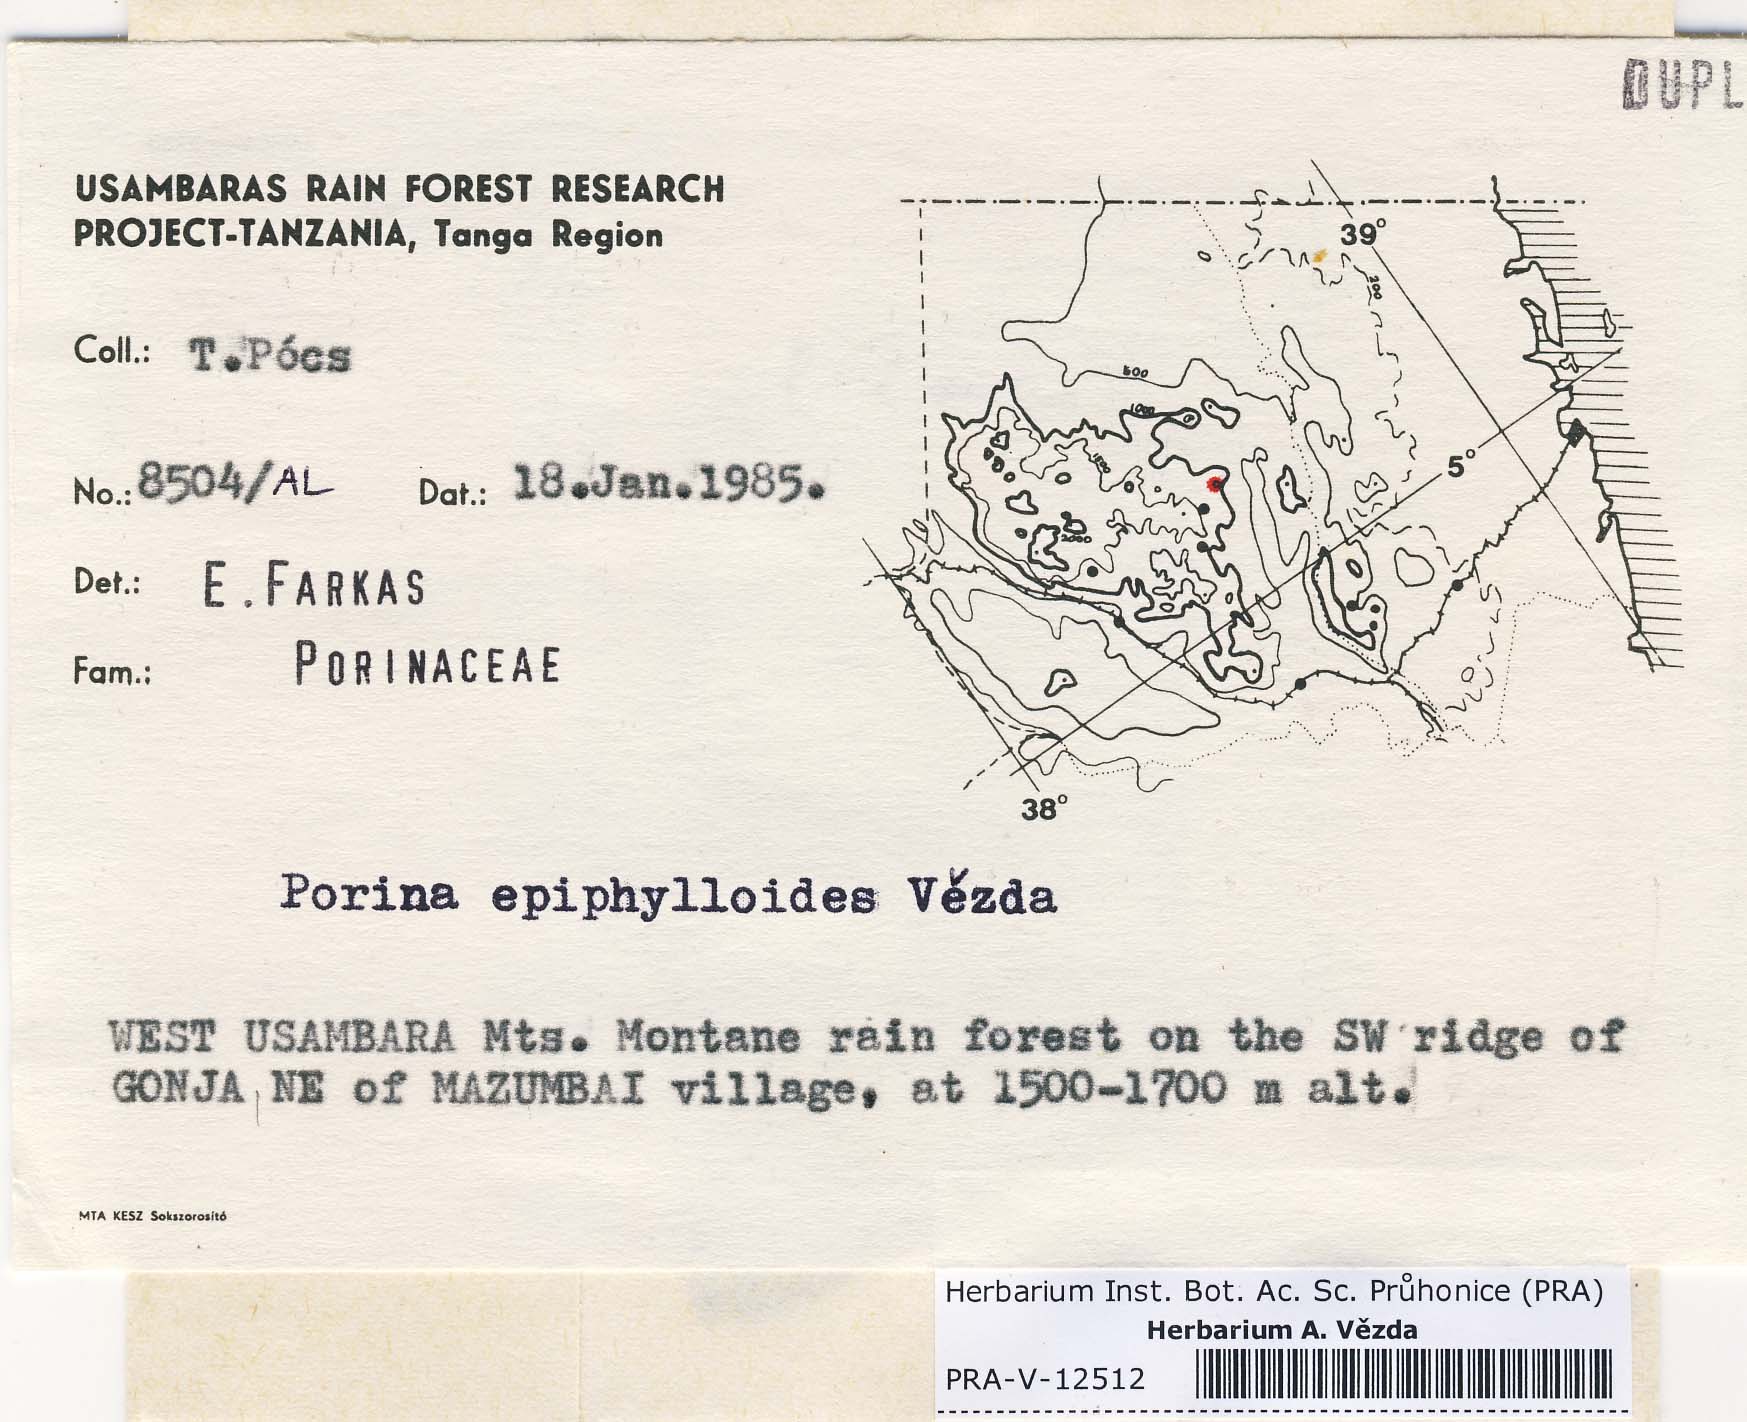 DUPL
USAMBARAS RAIN FOREST RESEARCH
PROJECT-TANZANIA, Tanga Region
Coll.: T.Pócs
No.: 8504/AL Dat.: 18.Jan.1985.
Det.: E. FARKAS
Fam.: PORINACEAE
39°
200
500
1000
1500
5°
2000
38°
Porina epiphylloides Vězda
WEST USAMBARA Mts. Montane rain forest on the SW ridge of
GONJA, NE of MAZUMBAI village, at 1500-1700 m alt.
MTA KESZ Sokszorosító
Herbarium Inst. Bot. Ac. Sc. Průhonice (PRA)
Herbarium A. Vězda
PRA-V-12512